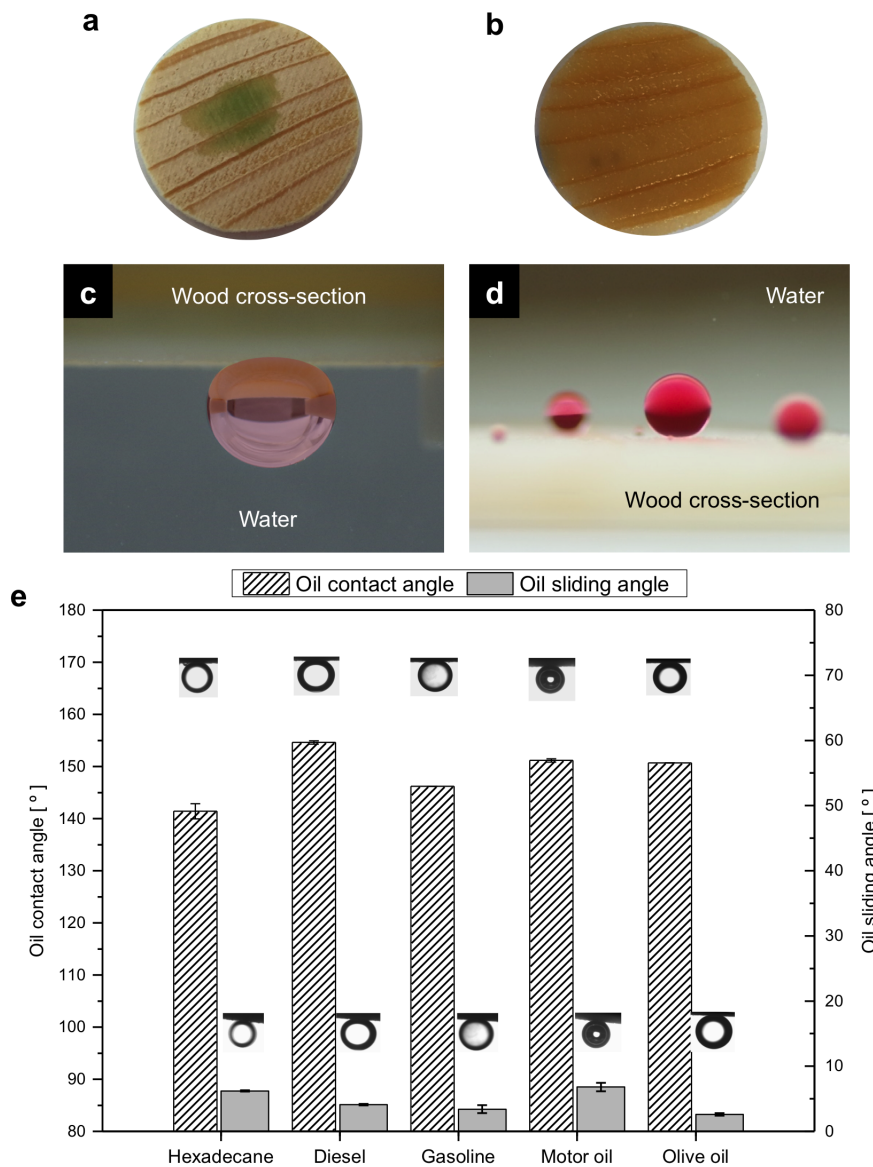 a
b
c
Wood cross-section
Water
d
Water
Wood cross-section
e
Oil contact angle
Oil sliding angle
180
170
160
150
140
130
120
110
100
90
80
Oil contact angle [ º ]
80
70
60
50
40
30
20
10
0
Oil sliding angle [ º ]
Hexadecane
Diesel
Gasoline
Motor oil
Olive oil